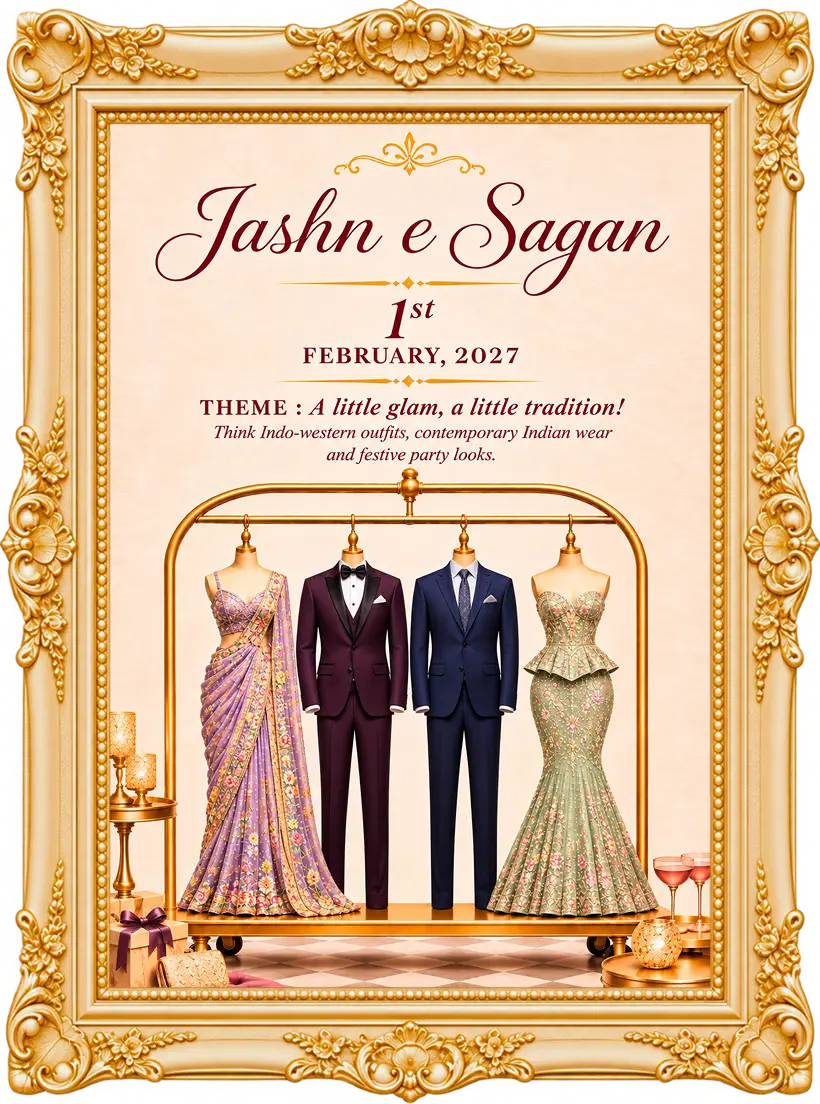 Jashn e Sagan
1st
FEBRUARY, 2027
THEME : A little glam, a little tradition!
Think Indo-western outfits, contemporary Indian wear
and festive party looks.